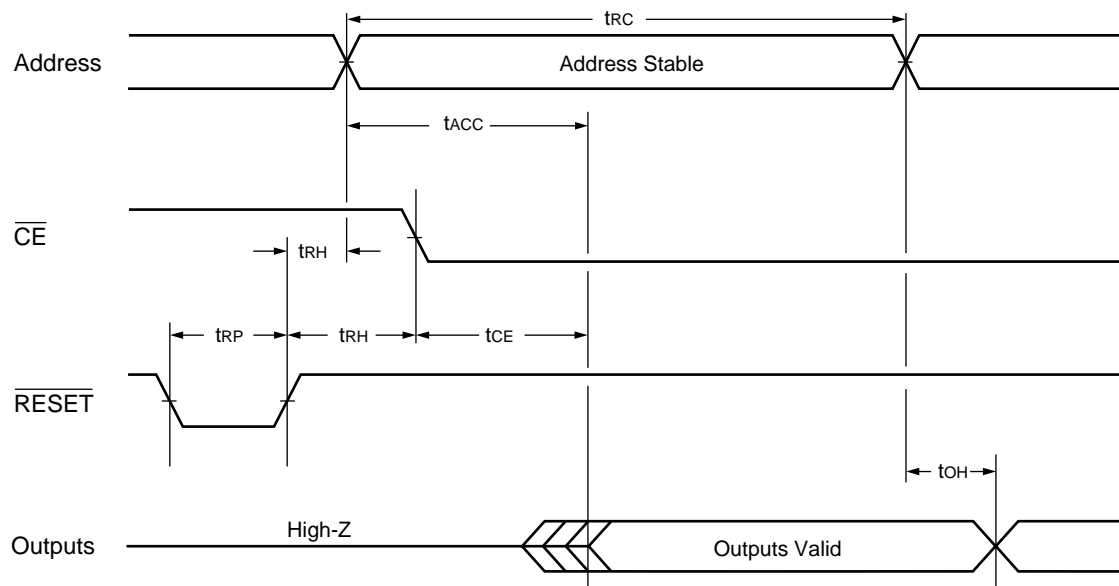 tRC
Address
Address Stable
tACC
CE
tRH
tRP
tRH
tCE
RESET
tOH
High-Z
Outputs
Outputs Valid